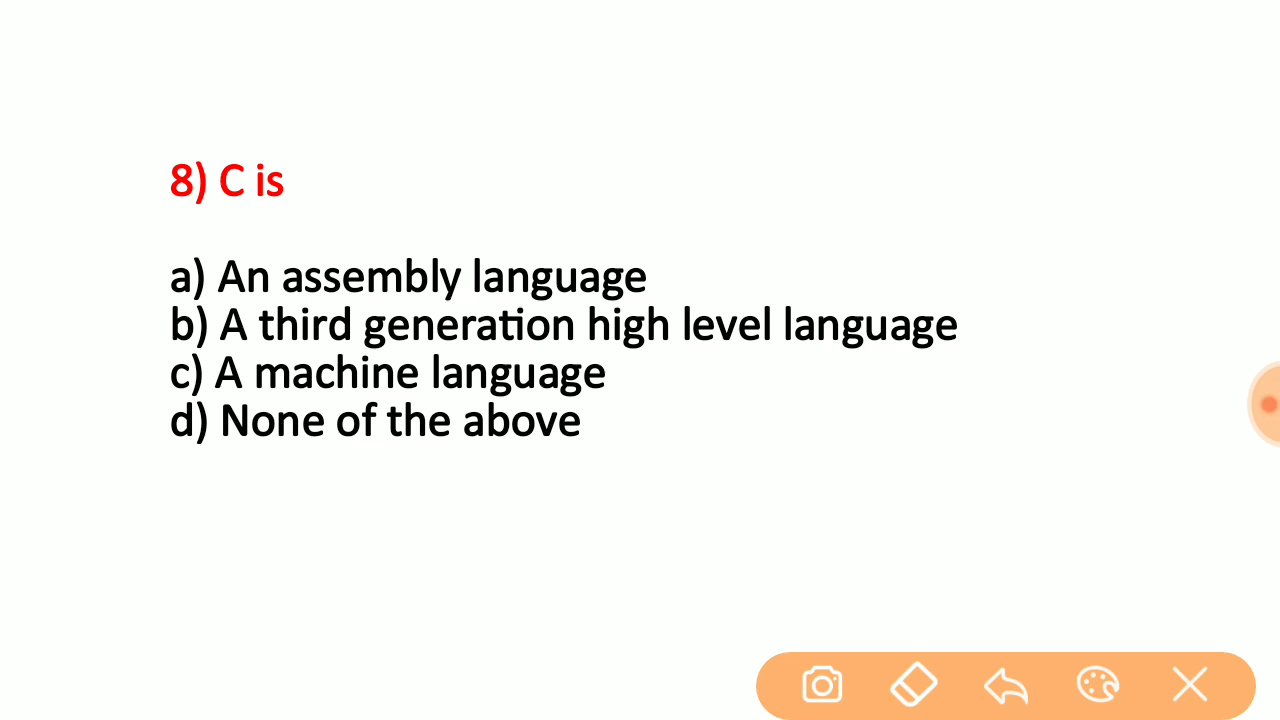 8) C is
a) An assembly language
b) A third generation high level language
c) A machine language
d) None of the above